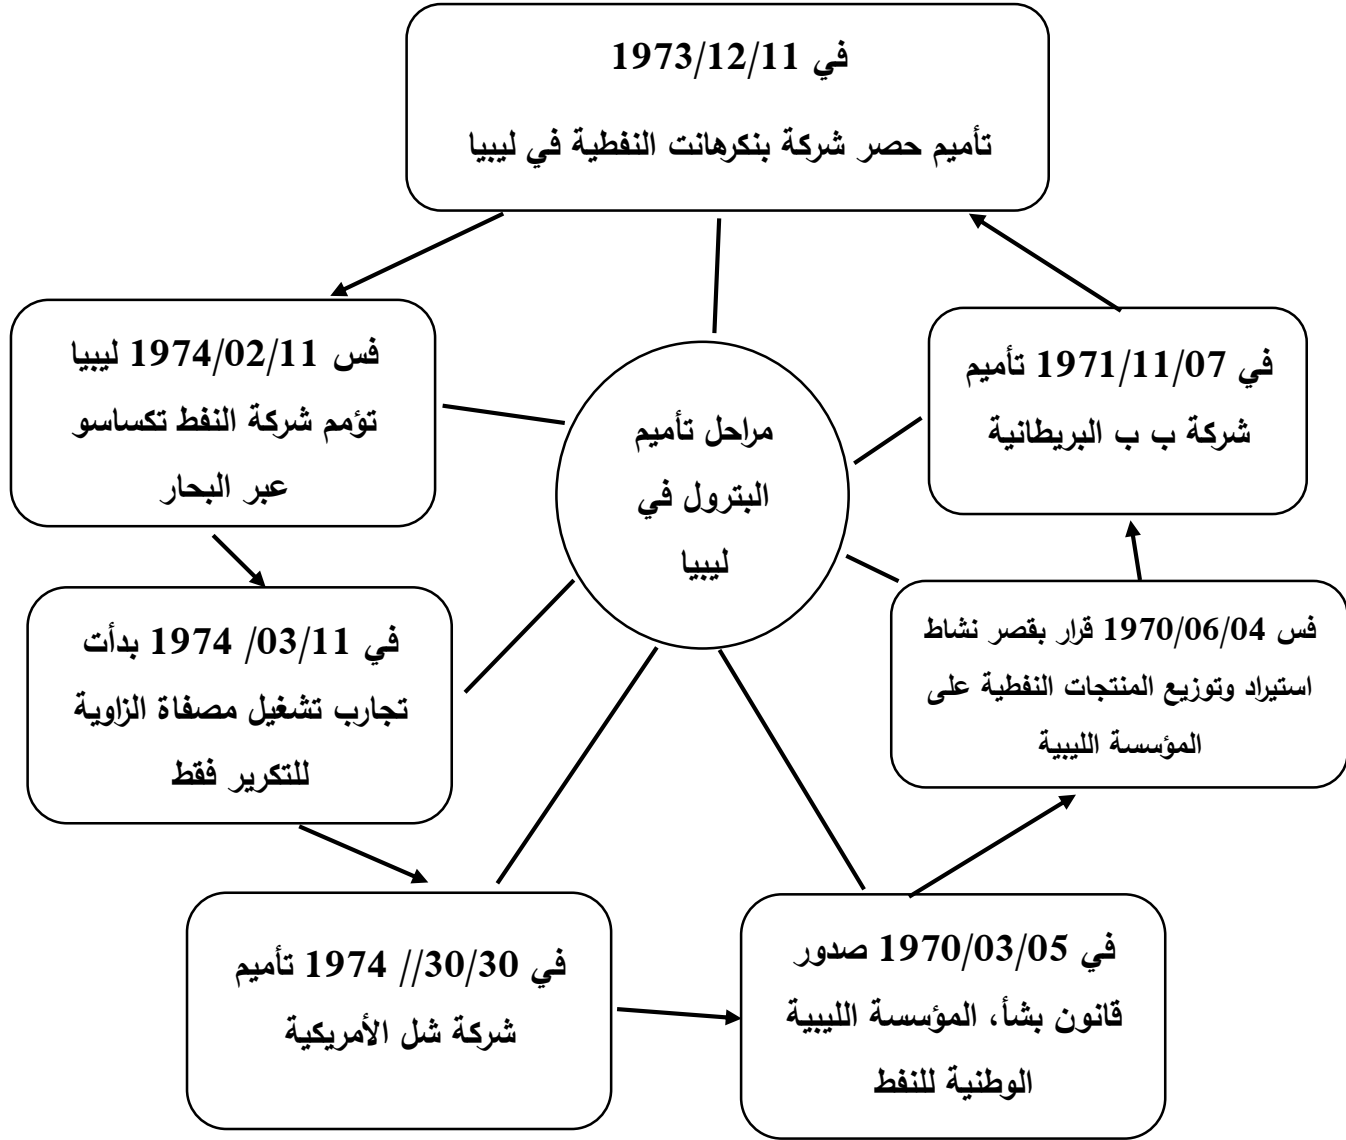 في 1973/12/11
تأميم حصر شركة بنكرهانت النفطية في ليبيا
في 1971/11/07 تأميم
شركة ب ب البريطانية
فس 1974/02/11 ليبيا
تؤمم شركة النفط تكساسو
عبر البحار
مراحل تأميم
البترول في
ليبيا
فس 1970/06/04 قرار بقصر نشاط
استيراد وتوزيع المنتجات النفطية على
المؤسسة الليبية
في 03/11/ 1974 بدأت
تجارب تشغيل مصفاة الزاوية
للتكرير فقط
في 1970/03/05 صدور
قانون بشأ، المؤسسة الليبية
الوطنية للنفط
في 30/30// 1974 تأميم
شركة شل الأمريكية